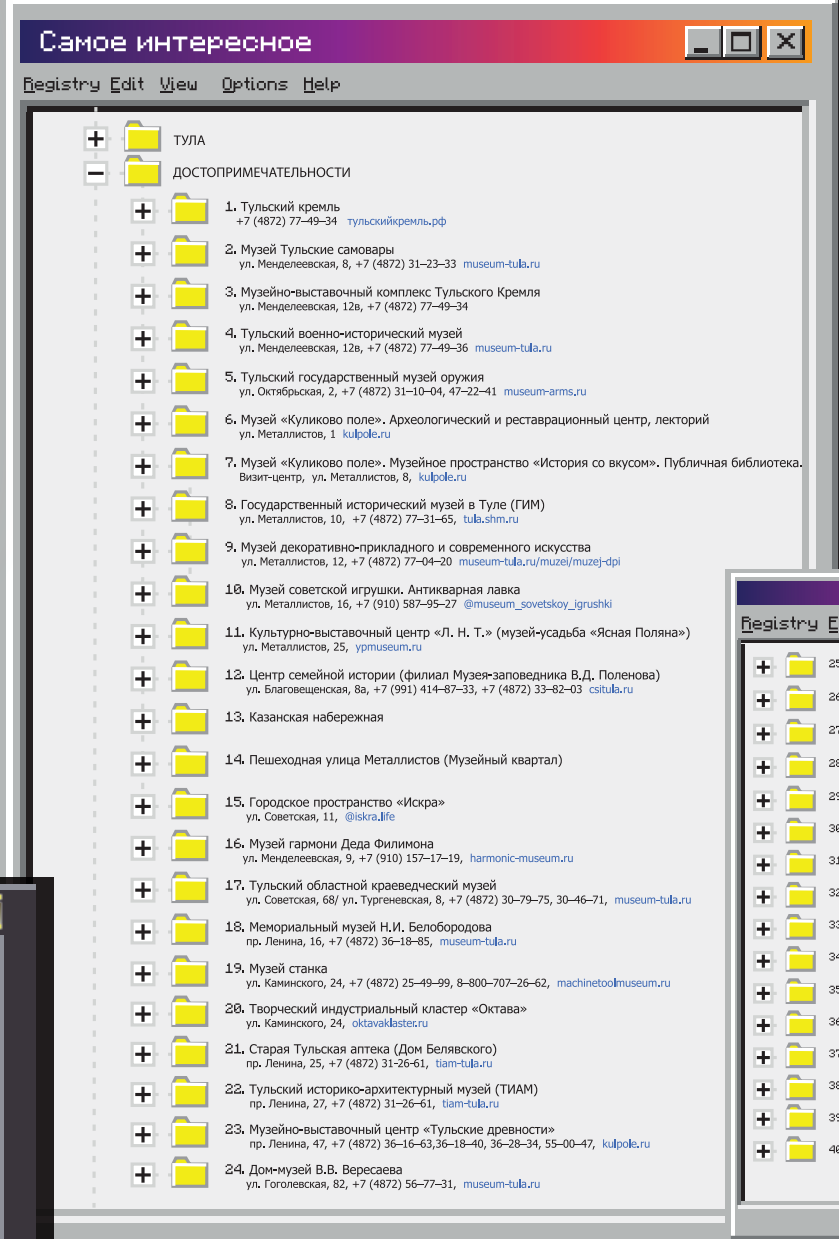 Самое интересное
Registry Edit View Options Help
ТУЛА
ДОСТОПРИМЕЧАТЕЛЬНОСТИ
1. Тульский кремль
+7 (4872) 77–49–34 тульскийкремль.рф
2. Музей Тульские самовары
ул. Менделеевская, 8, +7 (4872) 31–23–33 museum-tula.ru
3. Музейно-выставочный комплекс Тульского Кремля
ул. Менделеевская, 12в, +7 (4872) 77–49–34
4. Тульский военно-исторический музей
ул. Менделеевская, 12в, +7 (4872) 77–49–36 museum-tula.ru
5. Тульский государственный музей оружия
ул. Октябрьская, 2, +7 (4872) 31–10–04, 47–22–41 museum-arms.ru
6. Музей «Куликово поле». Археологический и реставрационный центр, лекторий
ул. Металлистов, 1 kulpole.ru
7. Музей «Куликово поле». Музейное пространство «История со вкусом». Публичная библиотека.
Визит-центр, ул. Металлистов, 8, kulpole.ru
8. Государственный исторический музей в Туле (ГИМ)
ул. Металлистов, 10, +7 (4872) 77–31–65, tula.shm.ru
9. Музей декоративно-прикладного и современного искусства
ул. Металлистов, 12, +7 (4872) 77–04–20 museum-tula.ru/muzei/muzej-dpi
10. Музей советской игрушки. Антикварная лавка
ул. Металлистов, 16, +7 (910) 587–95–27 @museum_sovetskoy_igrushki
11. Культурно-выставочный центр «Л. Н. Т.» (музей-усадьба «Ясная Поляна»)
ул. Металлистов, 25, ypmuseum.ru
12. Центр семейной истории (филиал Музея-заповедника В.Д. Поленова)
ул. Благовещенская, 8а, +7 (991) 414–87–33, +7 (4872) 33–82–03 csitula.ru
13. Казанская набережная
14. Пешеходная улица Металлистов (Музейный квартал)
15. Городское пространство «Искра»
ул. Советская, 11, @iskra.life
16. Музей гармони Деда Филимона
ул. Менделеевская, 9, +7 (910) 157–17–19, harmonic-museum.ru
17. Тульский областной краеведческий музей
ул. Советская, 68/ ул. Тургеневская, 8, +7 (4872) 30–79–75, 30–46–71, museum-tula.ru
18. Мемориальный музей Н.И. Белобородова
пр. Ленина, 16, +7 (4872) 36–18–85, museum-tula.ru
19. Музей станка
ул. Каминского, 24, +7 (4872) 25–49–99, 8–800–707–26–62, machinetoolmuseum.ru
20. Творческий индустриальный кластер «Октава»
ул. Каминского, 24, oktavaklaster.ru
21. Старая Тульская аптека (Дом Белявского)
пр. Ленина, 25, +7 (4872) 31-26-61, tiam-tula.ru
22. Тульский историко-архитектурный музей (ТИАМ)
пр. Ленина, 27, +7 (4872) 31–26–61, tiam-tula.ru
23. Музейно-выставочный центр «Тульские древности»
пр. Ленина, 47, +7 (4872) 36–16–63,36–18–40, 36–28–34, 55–00–47, kulpole.ru
24. Дом-музей В.В. Вересаева
ул. Гоголевская, 82, +7 (4872) 56–77–31, museum-tula.ru
Registry E
25
26
27
28
29
30
31
32
33
34
35
36
37
38
39
40